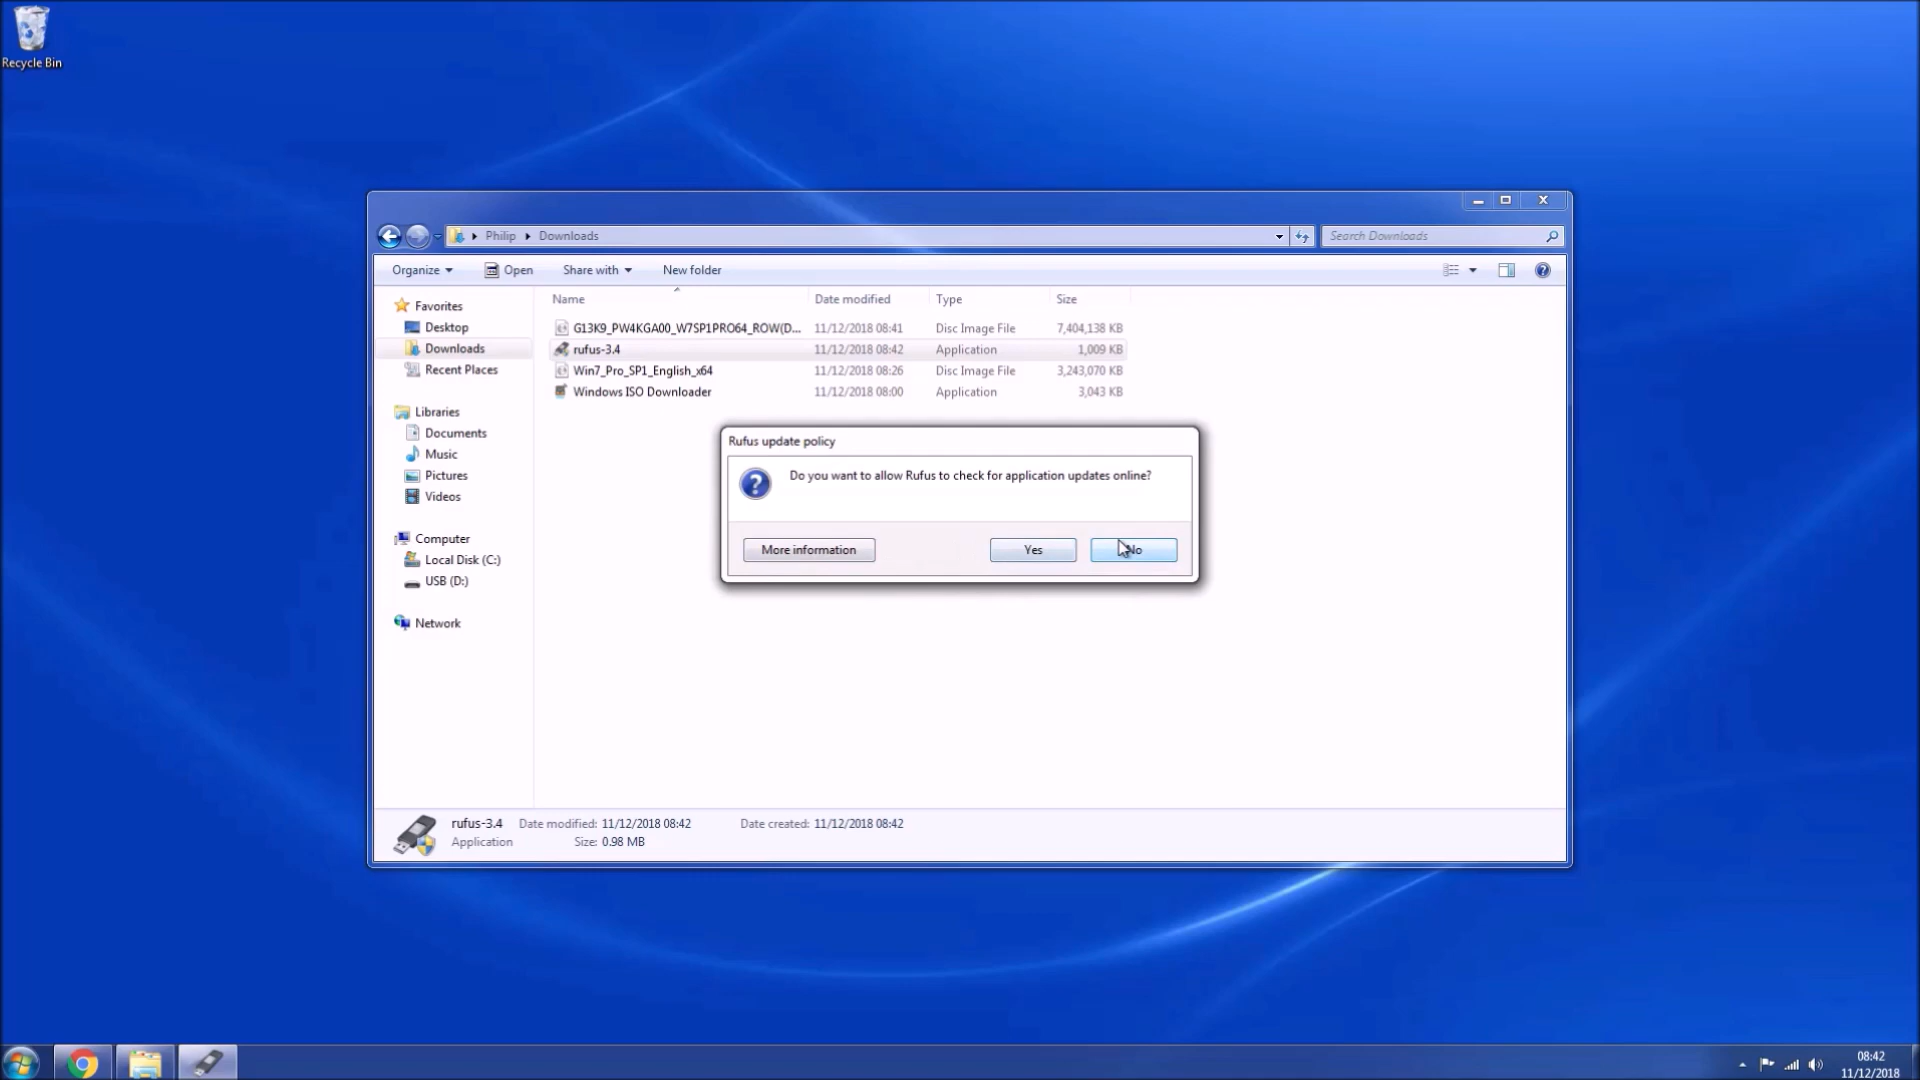 Recycle Bin
Philip Downloads
Search Downloads
Organize Open Share with New folder
Name Date modified Type Size
Favorites
Desktop
Downloads
Recent Places
Libraries
Documents
Music
Pictures
Videos
Computer
Local Disk (C:)
USB (D:)
Network
G13K9_PW4KGA00_W7SP1PRO64_ROW(D... 11/12/2018 08:41 Disc Image File 7,404,138 KB
rufus-3.4 11/12/2018 08:42 Application 1,009 KB
Win7_Pro_SP1_English_x64 11/12/2018 08:26 Disc Image File 3,243,070 KB
Windows ISO Downloader 11/12/2018 08:00 Application 3,043 KB
Rufus update policy
Do you want to allow Rufus to check for application updates online?
More information Yes No
rufus-3.4 Date modified: 11/12/2018 08:42 Date created: 11/12/2018 08:42
Application Size: 0.98 MB
08:42
11/12/2018